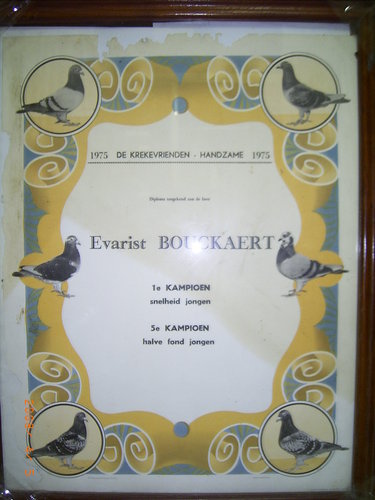 1975 DE KREKEVRIENDEN - HANDZAME 1975
Diploma toegekend aan de heer
Evarist BOUCKAERT
1e KAMPIOEN
snelheid jongen
5e KAMPIOEN
halve fond jongen